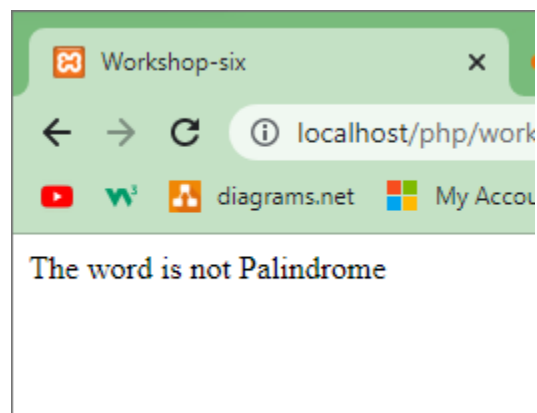 Workshop-six
localhost/php/work
diagrams.net My Accou
The word is not Palindrome